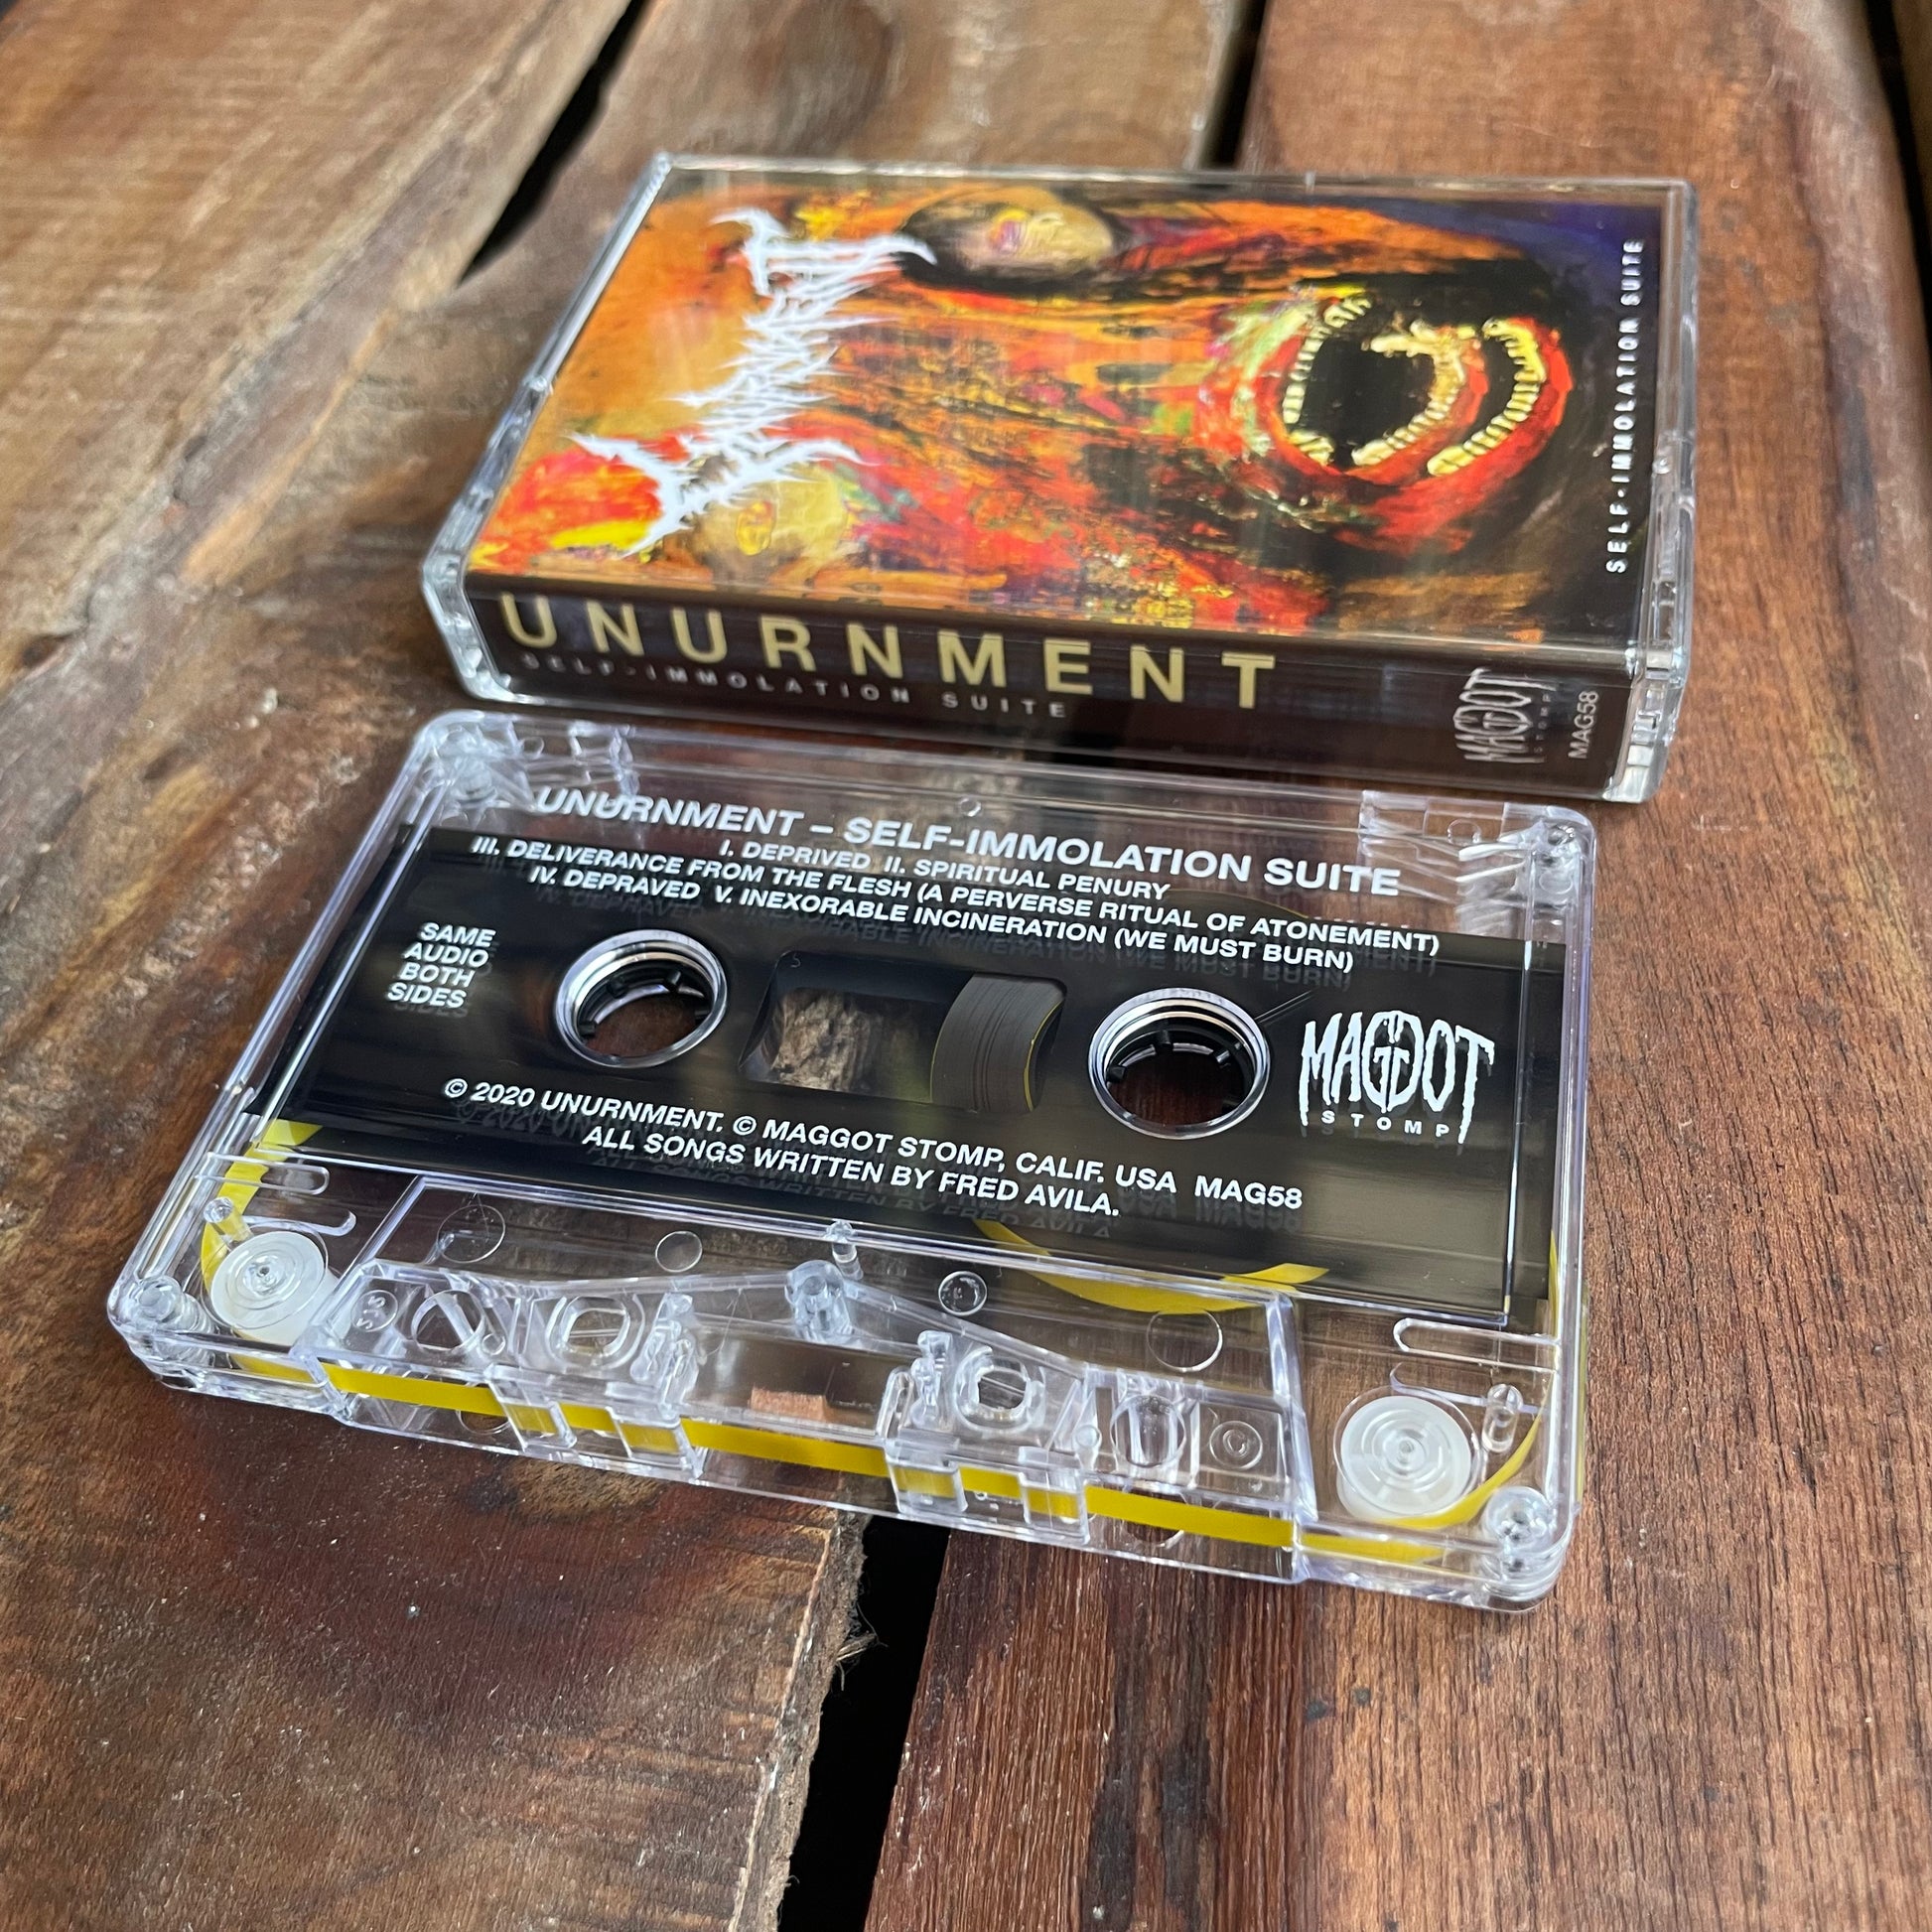 UNURNMENT
SELF-IMMOLATION SUITE
UNURNMENT
SELF-IMMOLATION SUITE
MAGGOT
STOMP
MAG58
UNURNMENT – SELF-IMMOLATION SUITE
I. DEPRIVED II. SPIRITUAL PENURY
III. DELIVERANCE FROM THE FLESH (A PERVERSE RITUAL OF ATONEMENT)
IV. DEPRAVED V. INEXORABLE INCINERATION (WE MUST BURN)
SAME
AUDIO
BOTH
SIDES
MAGGOT
STOMP
© 2020 UNURNMENT. © MAGGOT STOMP, CALIF. USA MAG58
ALL SONGS WRITTEN BY FRED AVILA.